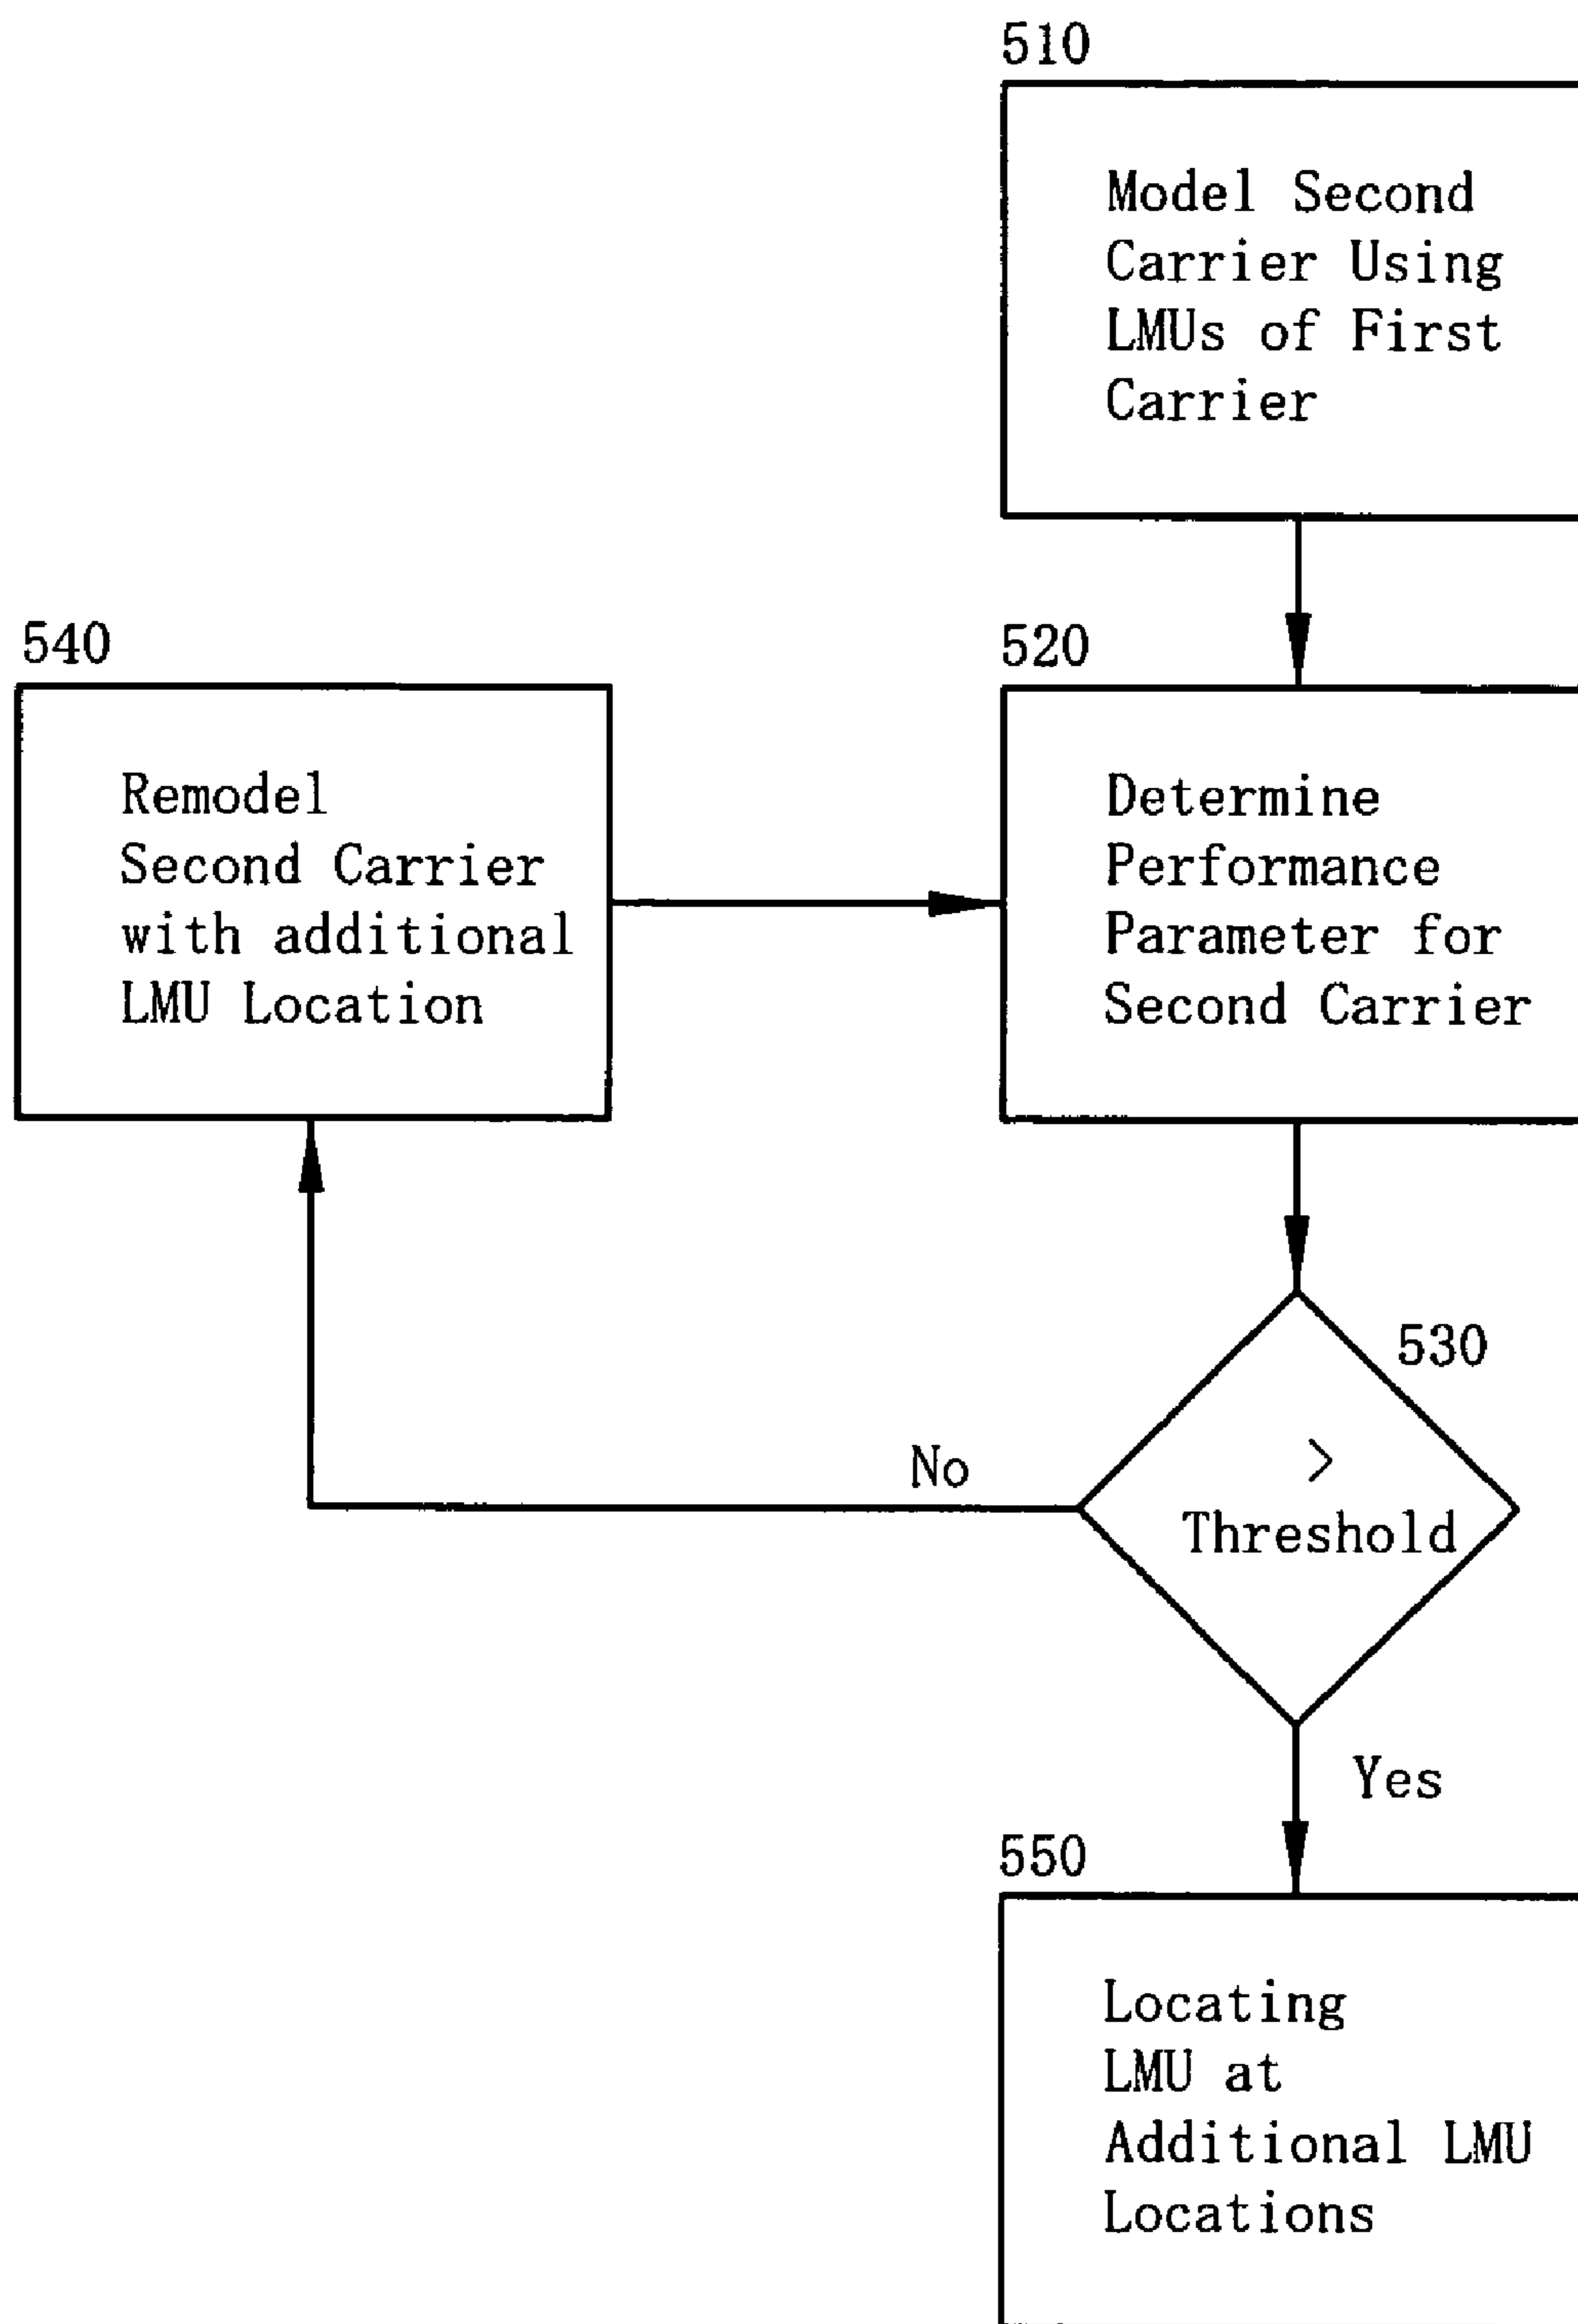 510
Model Second
Carrier Using
LMUs of First
Carrier
540
Remodel
Second Carrier
with additional
LMU Location
520
Determine
Performance
Parameter for
Second Carrier
530
>
Threshold
No
Yes
550
Locating
LMU at
Additional LMU
Locations